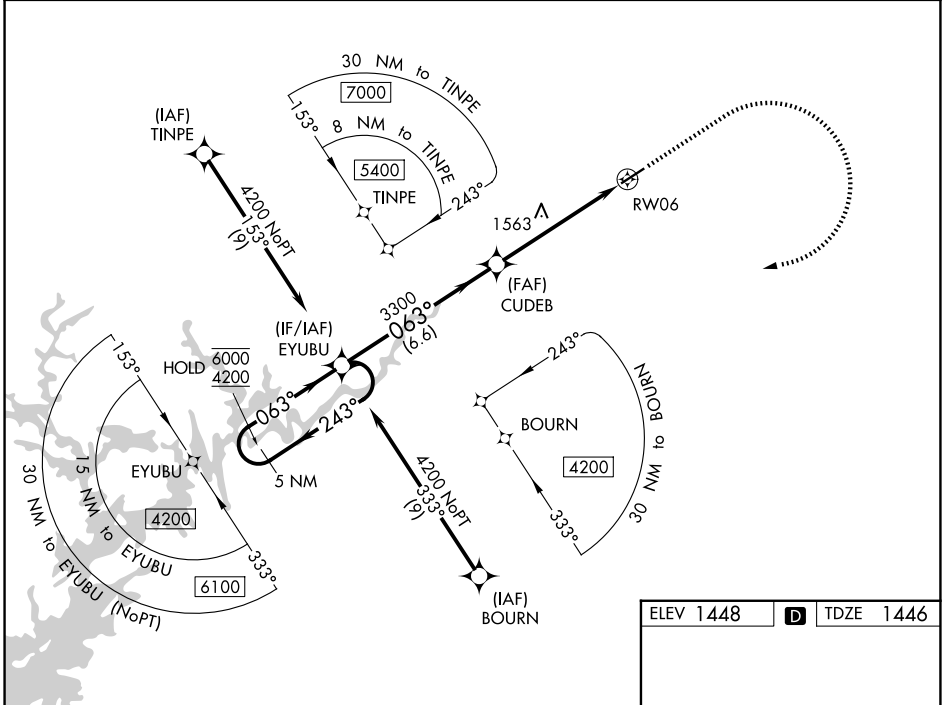 30 NM to TINPE
7000
153°
8 NM to TINPE
5400
TINPE
243°
(IAF)
TINPE
4200 NoPT
153°
(9)
RW06
1563
(FAF)
CUDEB
3300
063°
(6.6)
(IF/IAF)
EYUBU
HOLD 6000
4200
063°
243°
5 NM
153°
EYUBU
4200
15 NM to EYUBU
333°
6100
30 NM to EYUBU (NoPT)
243°
BOURN
4200
333°
30 NM to BOURN
4200 NoPT
333°
(9)
(IAF)
BOURN
ELEV 1448 D TDZE 1446